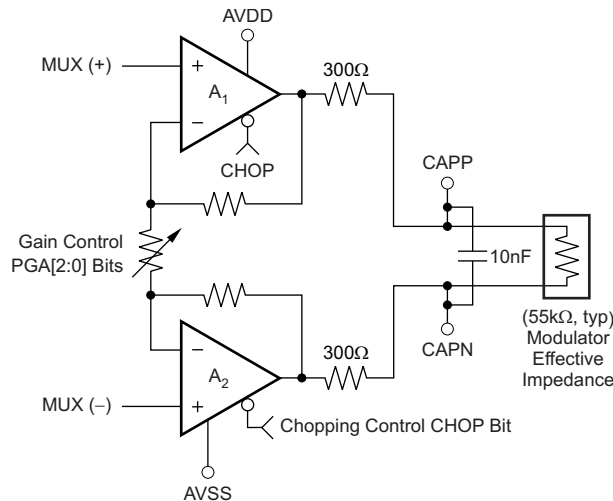 AVDD
MUX (+)
+
A1
300Ω
−
CHOP
CAPP
Gain Control
PGA[2:0] Bits
10nF
(55kΩ, typ)
Modulator
Effective
Impedance
300Ω
CAPN
−
A2
MUX (−)
+
Chopping Control CHOP Bit
AVSS